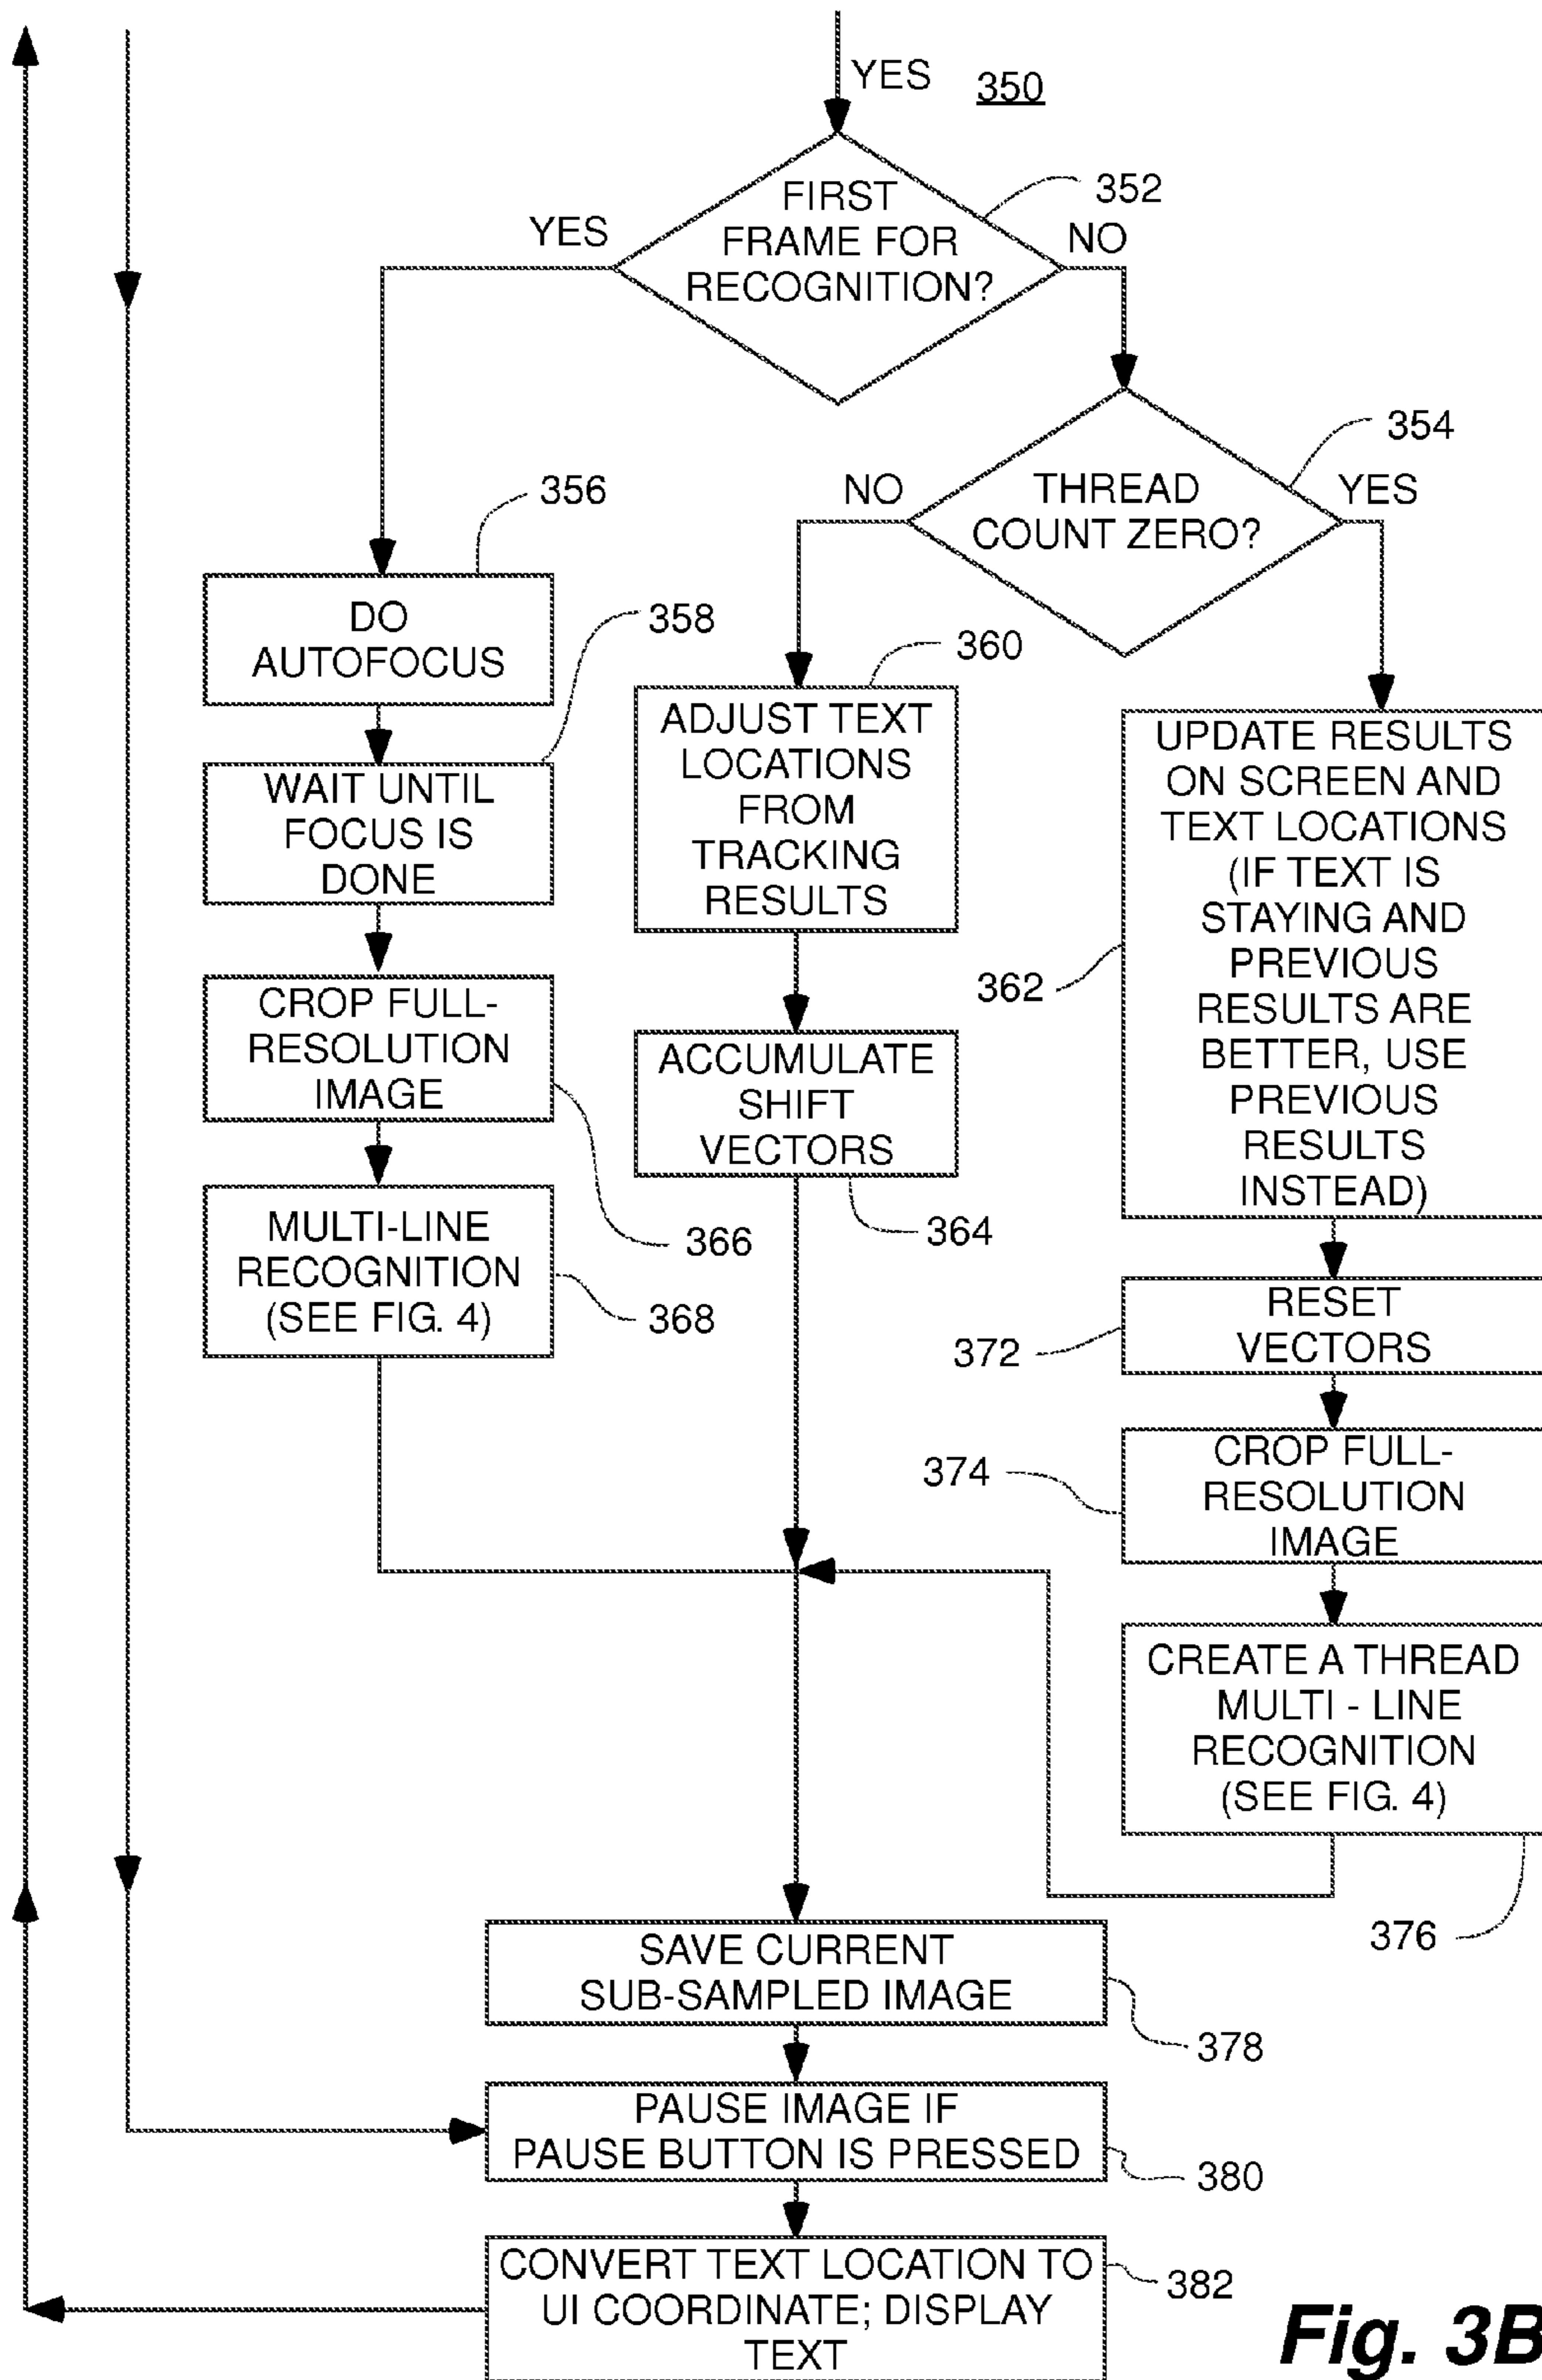 YES
350
FIRST
FRAME FOR
RECOGNITION?
352
YES
NO
THREAD
COUNT ZERO?
354
NO
YES
DO
AUTOFOCUS
356
WAIT UNTIL
FOCUS IS
DONE
358
CROP FULL-
RESOLUTION
IMAGE
366
MULTI-LINE
RECOGNITION
(SEE FIG. 4)
368
ADJUST TEXT
LOCATIONS
FROM
TRACKING
RESULTS
360
ACCUMULATE
SHIFT
VECTORS
364
UPDATE RESULTS
ON SCREEN AND
TEXT LOCATIONS
(IF TEXT IS
STAYING AND
PREVIOUS
RESULTS ARE
BETTER, USE
PREVIOUS
RESULTS
INSTEAD)
362
RESET
VECTORS
372
CROP FULL-
RESOLUTION
IMAGE
374
CREATE A THREAD
MULTI - LINE
RECOGNITION
(SEE FIG. 4)
376
SAVE CURRENT
SUB-SAMPLED IMAGE
378
PAUSE IMAGE IF
PAUSE BUTTON IS PRESSED
380
CONVERT TEXT LOCATION TO
UI COORDINATE; DISPLAY
TEXT
382
Fig. 3B